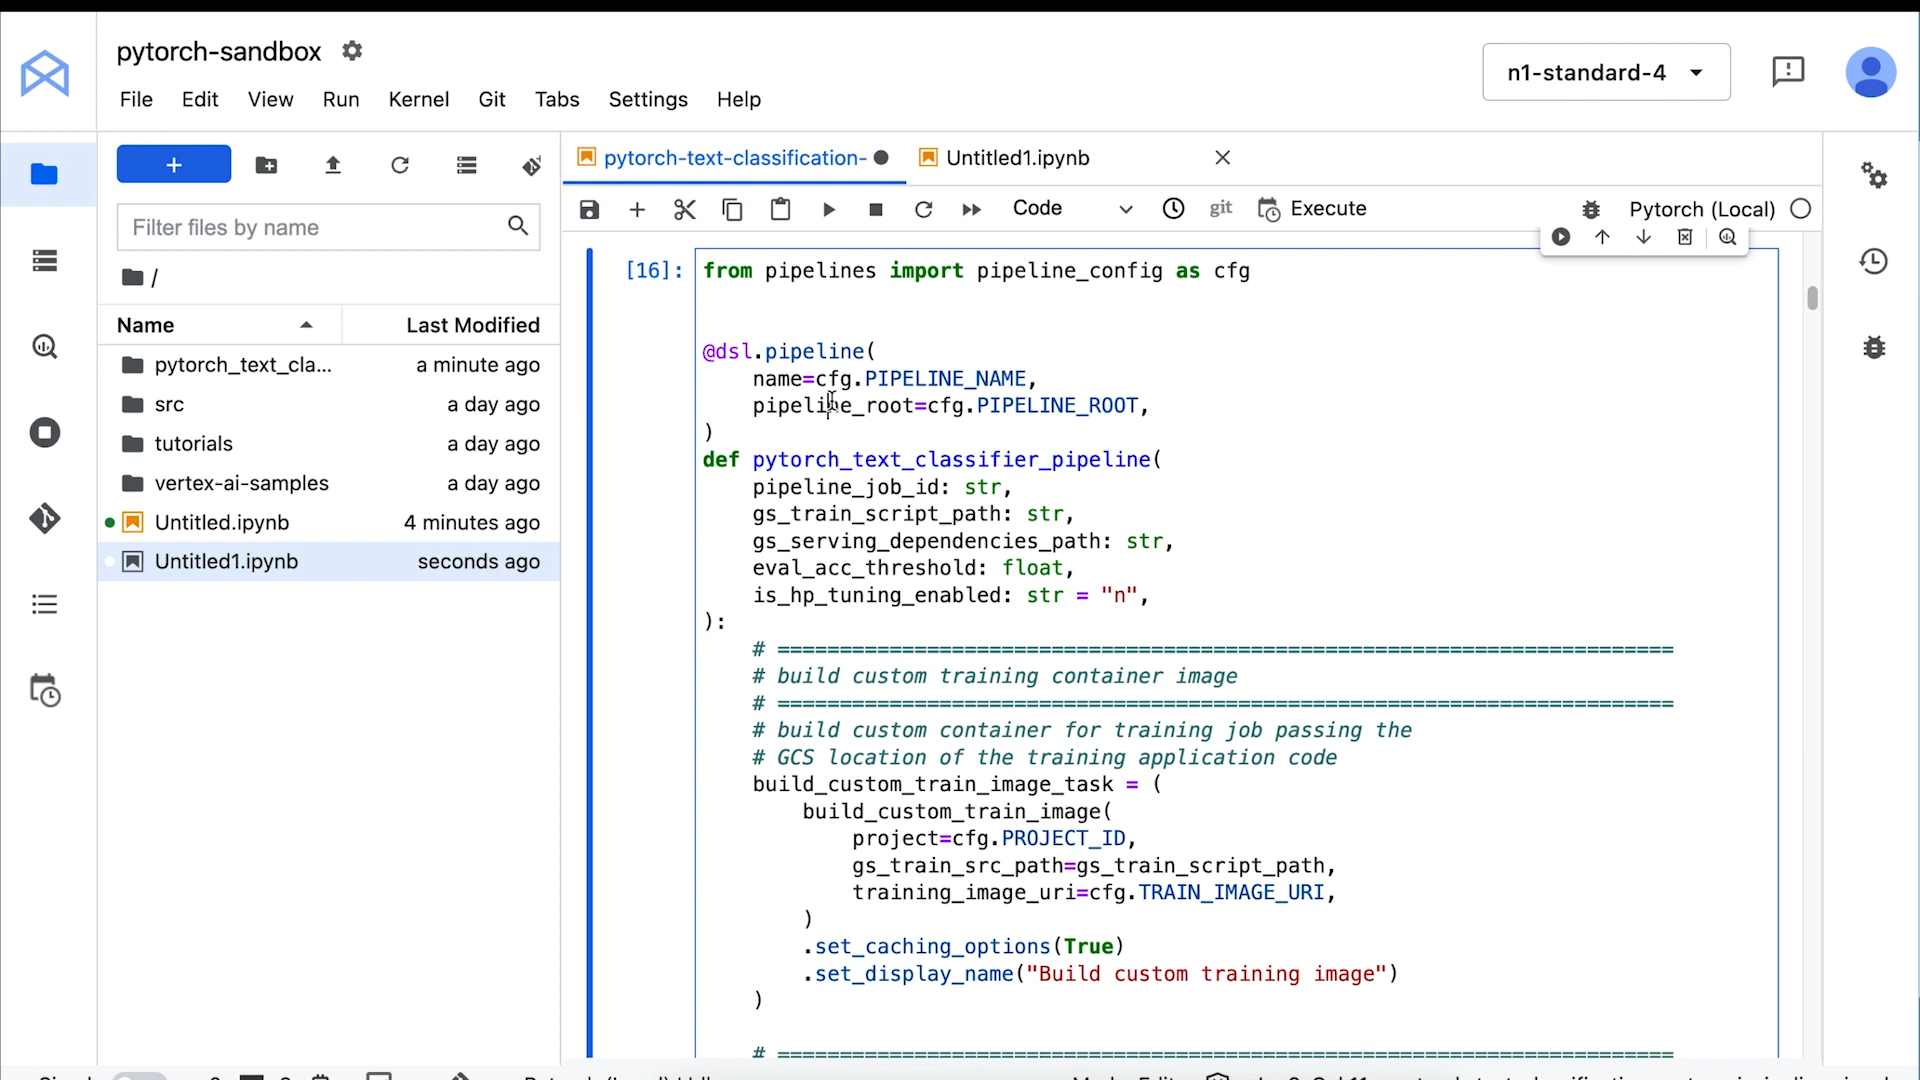 pytorch-sandbox
n1-standard-4
File Edit View Run Kernel Git Tabs Settings Help
pytorch-text-classification-
Untitled1.ipynb
Code
git
Execute
Pytorch (Local)
+
Filter files by name
/
Name
Last Modified
pytorch_text_cla... a minute ago
src a day ago
tutorials a day ago
vertex-ai-samples a day ago
Untitled.ipynb 4 minutes ago
Untitled1.ipynb seconds ago
[16]: from pipelines import pipeline_config as cfg
@dsl.pipeline(
name=cfg.PIPELINE_NAME,
pipeline_root=cfg.PIPELINE_ROOT,
)
def pytorch_text_classifier_pipeline(
pipeline_job_id: str,
gs_train_script_path: str,
gs_serving_dependencies_path: str,
eval_acc_threshold: float,
is_hp_tuning_enabled: str = "n",
):
# ========================================================================
# build custom training container image
# ========================================================================
# build custom container for training job passing the
# GCS location of the training application code
build_custom_train_image_task = (
build_custom_train_image(
project=cfg.PROJECT_ID,
gs_train_src_path=gs_train_script_path,
training_image_uri=cfg.TRAIN_IMAGE_URI,
)
.set_caching_options(True)
.set_display_name("Build custom training image")
)
# ========================================================================